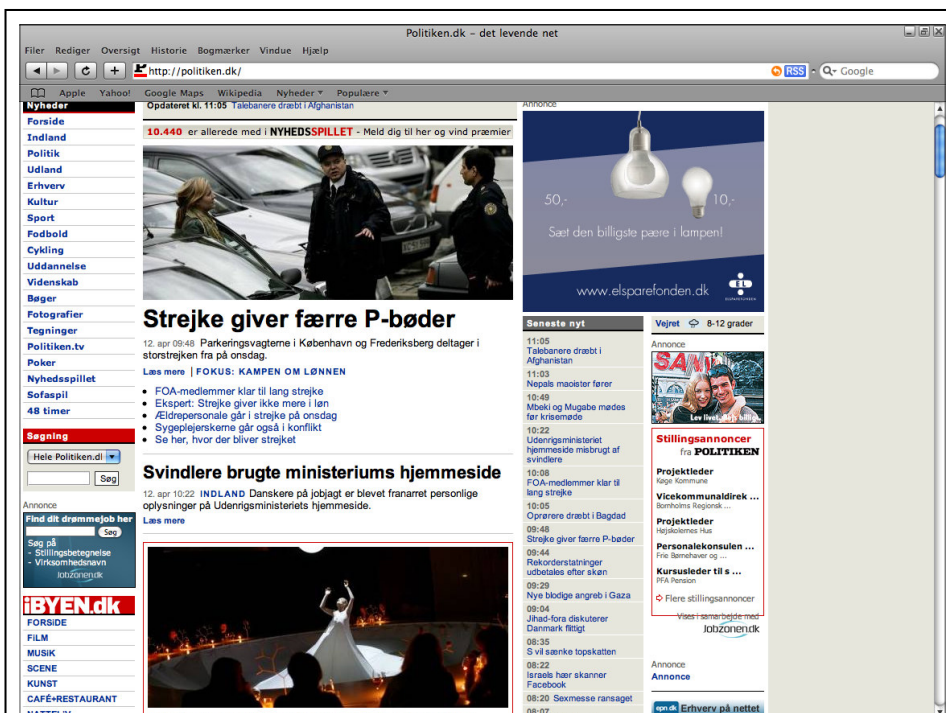 Politiken.dk – det levende net
Filer Rediger Oversigt Historie Bogmærker Vindue Hjælp
http://politiken.dk/
RSS
Google
Apple Yahoo! Google Maps Wikipedia Nyheder Populære
Nyheder
Forside
Indland
Politik
Udland
Erhverv
Kultur
Sport
Fodbold
Cykling
Uddannelse
Videnskab
Bøger
Fotografier
Tegninger
Politiken.tv
Poker
Nyhedsspillet
Sofaspil
48 timer
Søgning
Hele Politiken.dl
Søg
Annonce
Find dit drømmejob her
Søg
Søg på
- Stillingsbetegnelse
- Virksomhedsnavn
Jobzonen.dk
iBYEN.dk
FORSiDE
FiLM
MUSiK
SCENE
KUNST
CAFÉ+RESTAURANT
NATTELiV
Opdateret kl. 11:05 Talebanere dræbt i Afghanistan
10.440 er allerede med i NYHEDSSPILLET - Meld dig til her og vind præmier
Strejke giver færre P-bøder
12. apr 09:48 Parkeringsvagterne i København og Frederiksberg deltager i
storstrejken fra på onsdag.
Læs mere | FOKUS: KAMPEN OM LØNNEN
• FOA-medlemmer klar til lang strejke
• Ekspert: Strejke giver ikke mere i løn
• Ældrepersonale går i strejke på onsdag
• Sygeplejerskerne går også i konflikt
• Se her, hvor der bliver strejket
Svindlere brugte ministeriums hjemmeside
12. apr 10:22 INDLAND Danskere på jobjagt er blevet franarret personlige
oplysninger på Udenrigsministeriets hjemmeside.
Læs mere
Annonce
50,-
10,-
Sæt den billigste pære i lampen!
www.elsparefonden.dk
EL
ELSPAREFONDEN
Seneste nyt
11:05
Talebanere dræbt i
Afghanistan
11:03
Nepals maoister fører
10:49
Mbeki og Mugabe mødes
før krisemøde
10:22
Udenrigsministeriet
hjemmeside misbrugt af
svindlere
10:08
FOA-medlemmer klar til
lang strejke
10:05
Oprørere dræbt i Bagdad
09:48
Strejke giver færre P-bøder
09:44
Rekorderstatninger
udbetales efter skøn
09:29
Nye blodige angreb i Gaza
09:04
Jihad-fora diskuterer
Danmark flittigt
08:35
S vil sænke topskatten
08:22
Israels hær skanner
Facebook
08:20 Sexmesse ransaget
08:07
Vejret 8-12 grader
Annonce
Lev livet. Afs billigt.
Stillingsannoncer
fra POLITIKEN
Projektleder
Køge Kommune
Vicekommunaldirek ...
Bornholms Regionsk ...
Projektleder
Højskolernes Hus
Personalekonsulen ...
Frie Børnehaver og ...
Kursusleder til s ...
PFA Pension
Flere stillingsannoncer
Vises i samarbejde med
Jobzonen.dk
Annonce
Annonce
epn.dk Erhverv på nettet